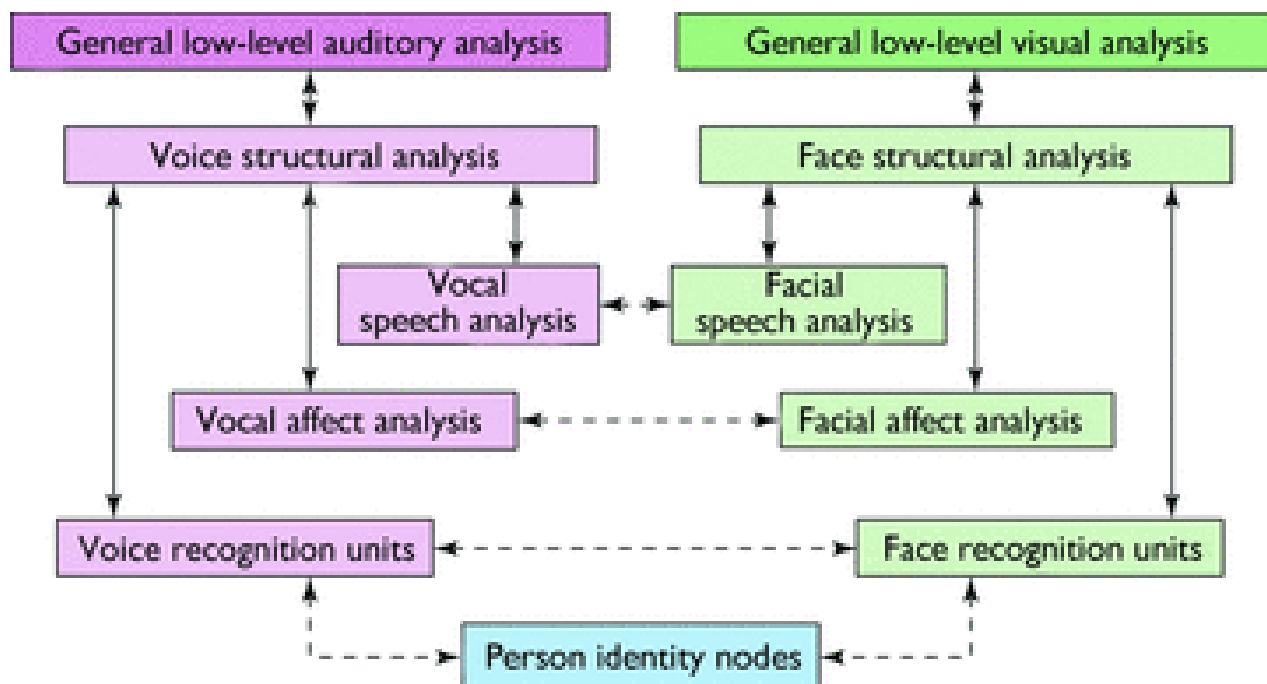 General low-level auditory analysis
General low-level visual analysis
Voice structural analysis
Face structural analysis
Vocal
speech analysis
Facial
speech analysis
Vocal affect analysis
Facial affect analysis
Voice recognition units
Face recognition units
Person identity nodes